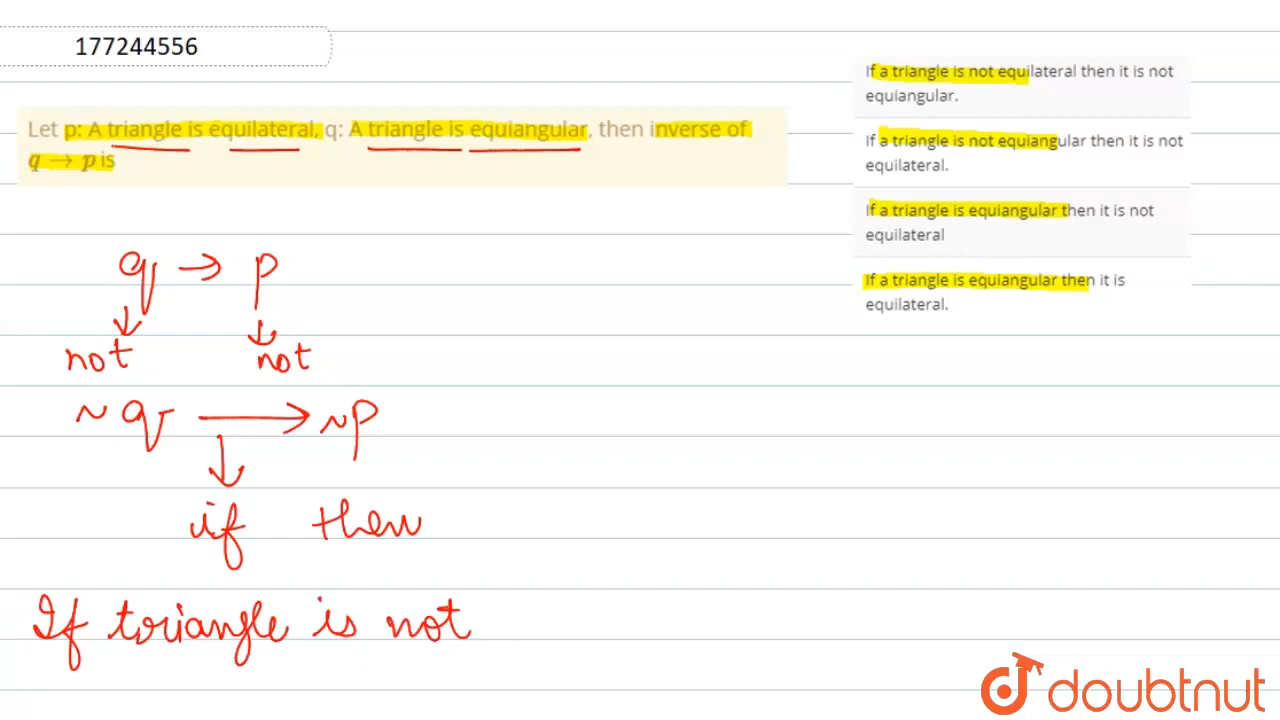 177244556
Let p: A triangle is equilateral, q: A triangle is equiangular, then inverse of
q → p is
If a triangle is not equilateral then it is not
equiangular.
If a triangle is not equiangular then it is not
equilateral.
If a triangle is equiangular then it is not
equilateral
If a triangle is equiangular then it is
equilateral.
q → p
↓ ↓
not not
~q → ~p
↓
if then
If triangle is not
doubtnut